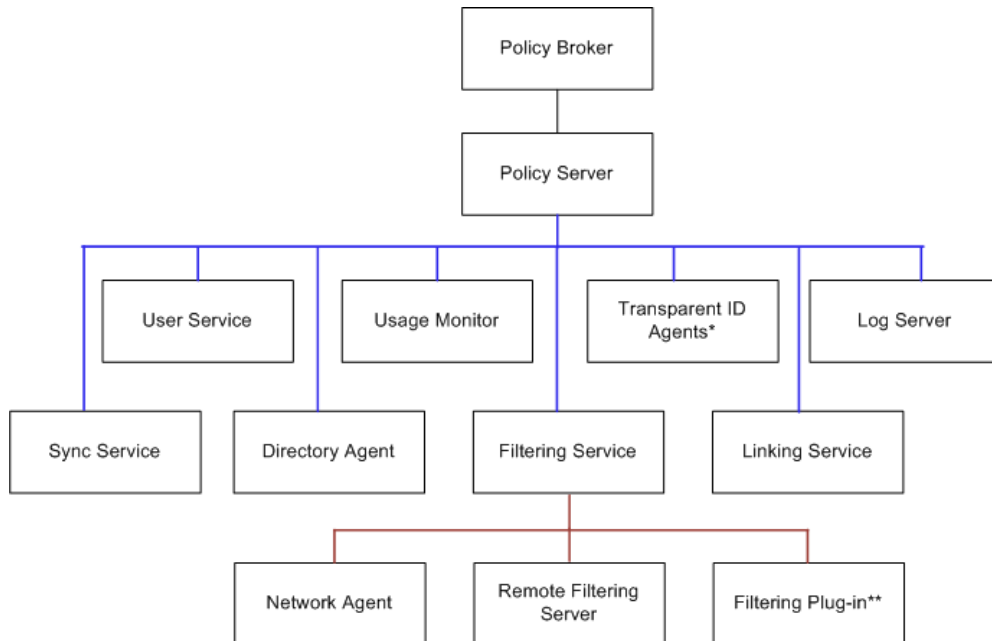 Policy Broker
Policy Server
User Service
Usage Monitor
Transparent ID
Agents*
Log Server
Sync Service
Directory Agent
Filtering Service
Linking Service
Network Agent
Remote Filtering
Server
Filtering Plug-in**